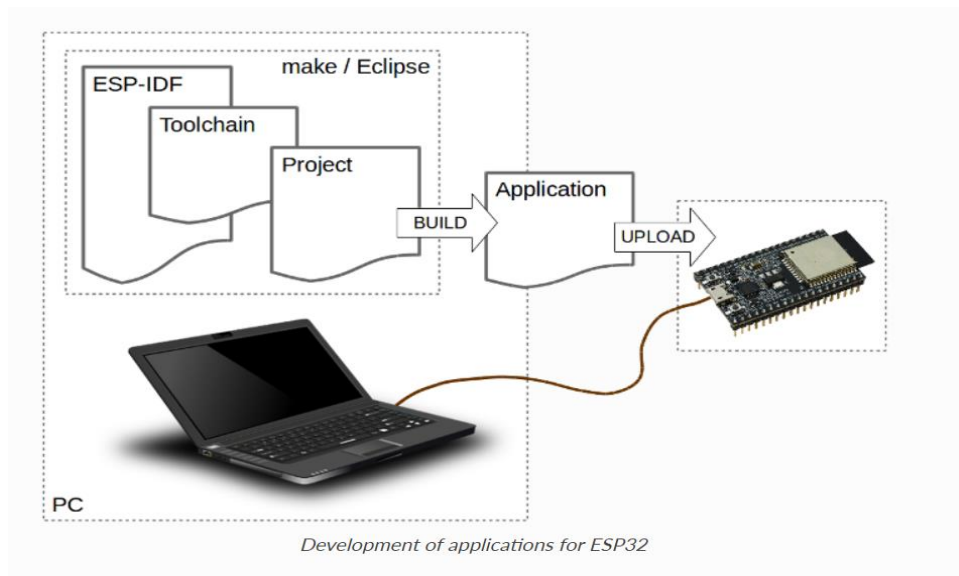 make / Eclipse
ESP-IDF
Toolchain
Project
Application
BUILD
UPLOAD
PC
Development of applications for ESP32